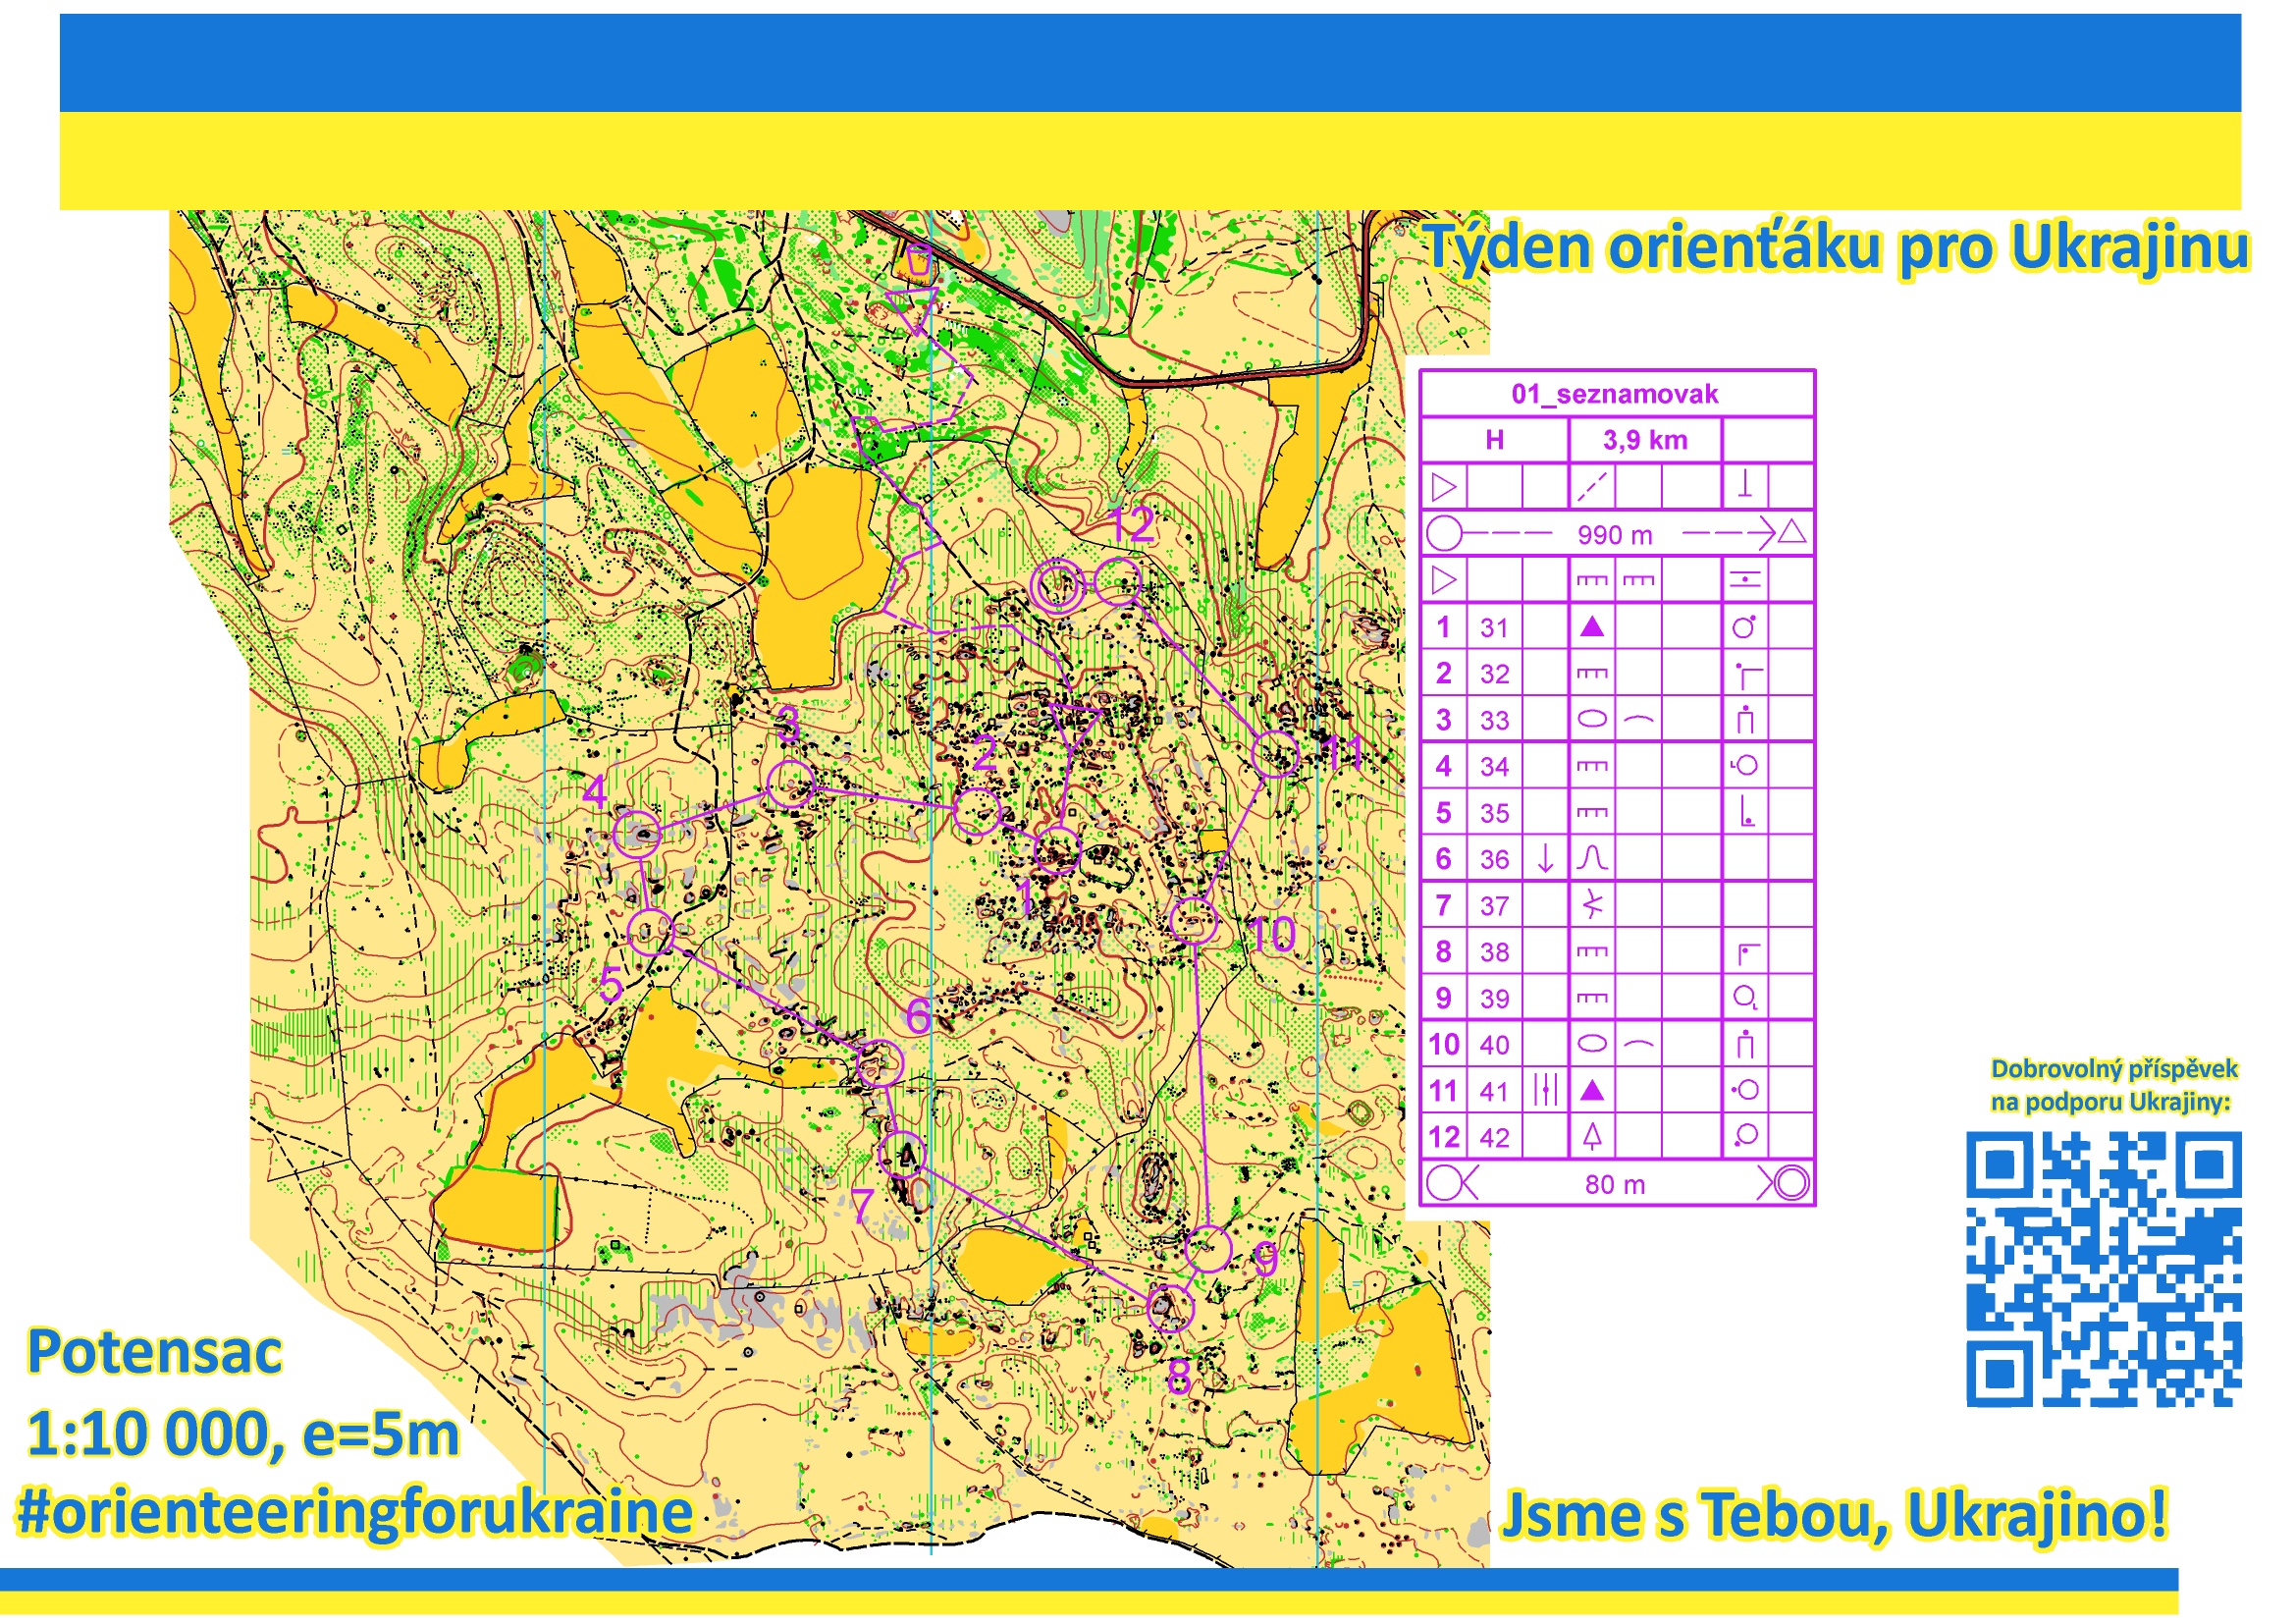 Týden orienťáku pro Ukrajinu
01_seznamovak
H 3,9 km
990 m
1 31
2 32
3 33
4 34
5 35
6 36
7 37
8 38
9 39
10 40
11 41
12 42
80 m
12
3
2
11
4
1
10
5
6
7
9
8
Dobrovolný příspěvek
na podporu Ukrajiny:
Potensac
1:10 000, e=5m
#orienteeringforukraine
Jsme s Tebou, Ukrajino!